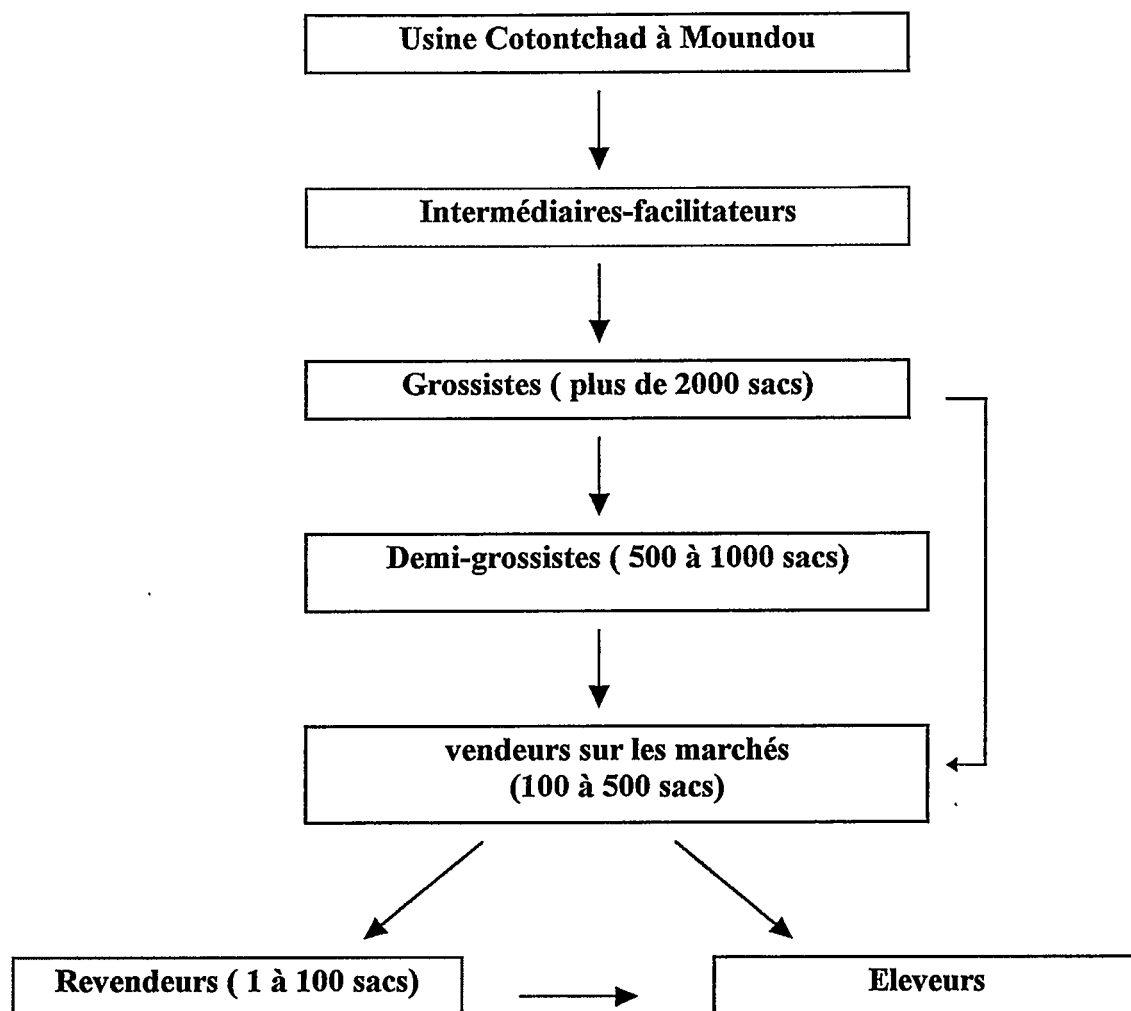 Usine Cotontchad à Moundou
Intermédiaires-facilitateurs
Grossistes ( plus de 2000 sacs)
Demi-grossistes ( 500 à 1000 sacs)
vendeurs sur les marchés
(100 à 500 sacs)
Revendeurs ( 1 à 100 sacs)
Eleveurs